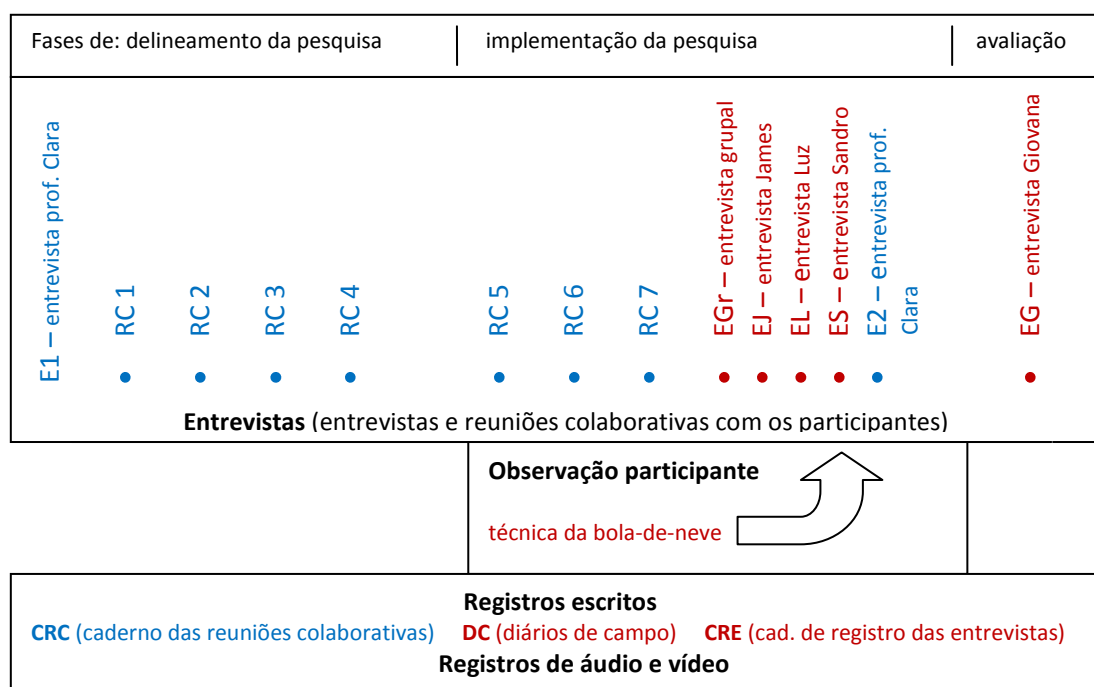 Fases de: delineamento da pesquisa
implementação da pesquisa
avaliação
E1 – entrevista prof. Clara
RC 1
RC 2
RC 3
RC 4
RC 5
RC 6
RC 7
EGr – entrevista grupal
EJ – entrevista James
EL – entrevista Luz
ES – entrevista Sandro
E2 – entrevista prof.
Clara
EG – entrevista Giovana
Entrevistas (entrevistas e reuniões colaborativas com os participantes)
Observação participante
técnica da bola-de-neve
Registros escritos
CRC (caderno das reuniões colaborativas) DC (diários de campo) CRE (cad. de registro das entrevistas)
Registros de áudio e vídeo